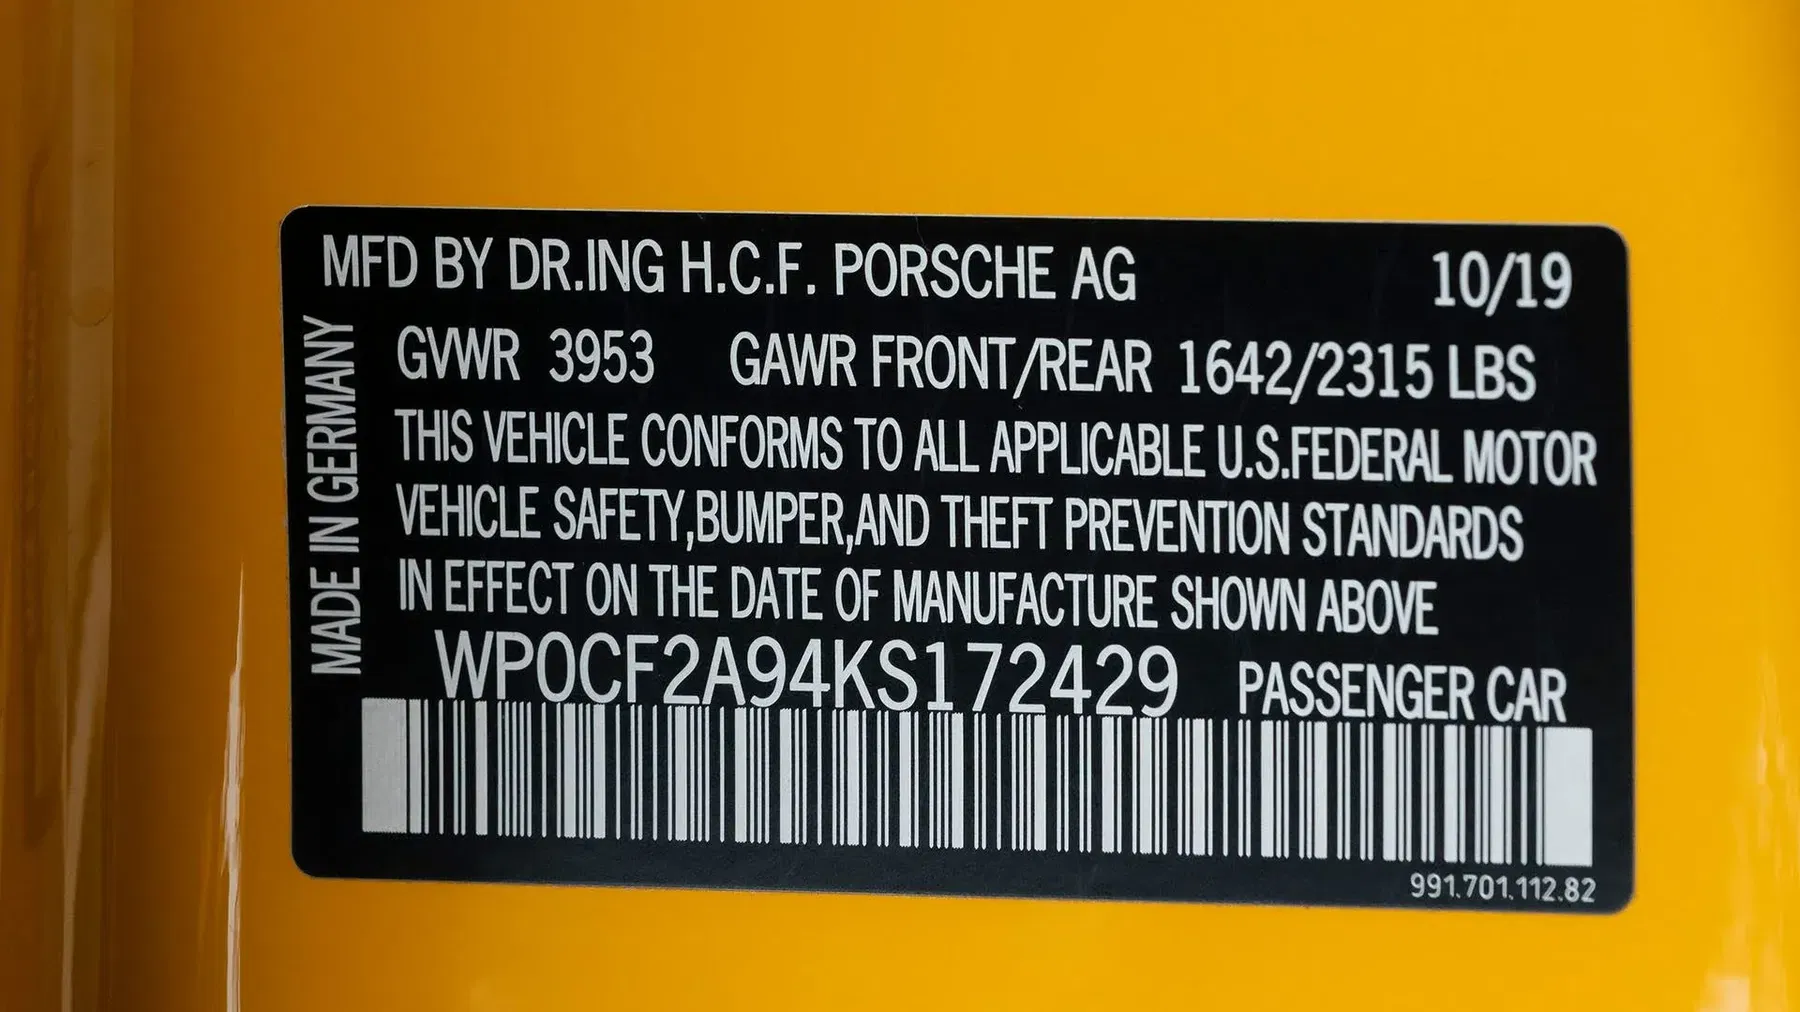 MFD BY DR.ING H.C.F. PORSCHE AG 10/19
MADE IN GERMANY
GVWR 3953 GAWR FRONT/REAR 1642/2315 LBS
THIS VEHICLE CONFORMS TO ALL APPLICABLE U.S.FEDERAL MOTOR
VEHICLE SAFETY,BUMPER,AND THEFT PREVENTION STANDARDS
IN EFFECT ON THE DATE OF MANUFACTURE SHOWN ABOVE
WP0CF2A94KS172429 PASSENGER CAR
991.701.112.82